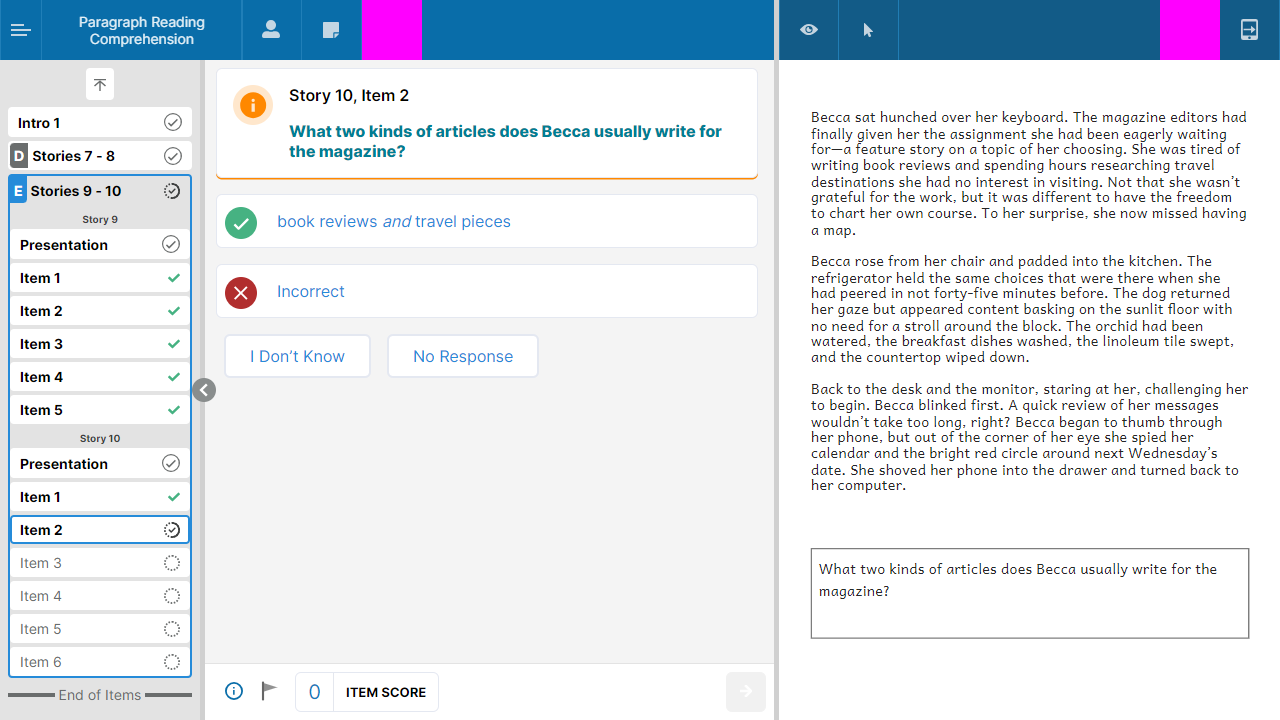 Paragraph Reading
Comprehension
Intro 1
D Stories 7 - 8
E Stories 9 - 10
Story 9
Presentation
Item 1
Item 2
Item 3
Item 4
Item 5
Story 10
Presentation
Item 1
Item 2
Item 3
Item 4
Item 5
Item 6
End of Items
Story 10, Item 2
What two kinds of articles does Becca usually write for
the magazine?
book reviews and travel pieces
Incorrect
I Don’t Know
No Response
0 ITEM SCORE
Becca sat hunched over her keyboard. The magazine editors had
finally given her the assignment she had been eagerly waiting
for—a feature story on a topic of her choosing. She was tired of
writing book reviews and spending hours researching travel
destinations she had no interest in visiting. Not that she wasn’t
grateful for the work, but it was different to have the freedom
to chart her own course. To her surprise, she now missed having
a map.
Becca rose from her chair and padded into the kitchen. The
refrigerator held the same choices that were there when she
had peered in not forty-five minutes before. The dog returned
her gaze but appeared content basking on the sunlit floor with
no need for a stroll around the block. The orchid had been
watered, the breakfast dishes washed, the linoleum tile swept,
and the countertop wiped down.
Back to the desk and the monitor, staring at her, challenging her
to begin. Becca blinked first. A quick review of her messages
wouldn’t take too long, right? Becca began to thumb through
her phone, but out of the corner of her eye she spied her
calendar and the bright red circle around next Wednesday’s
date. She shoved her phone into the drawer and turned back to
her computer.
What two kinds of articles does Becca usually write for the
magazine?